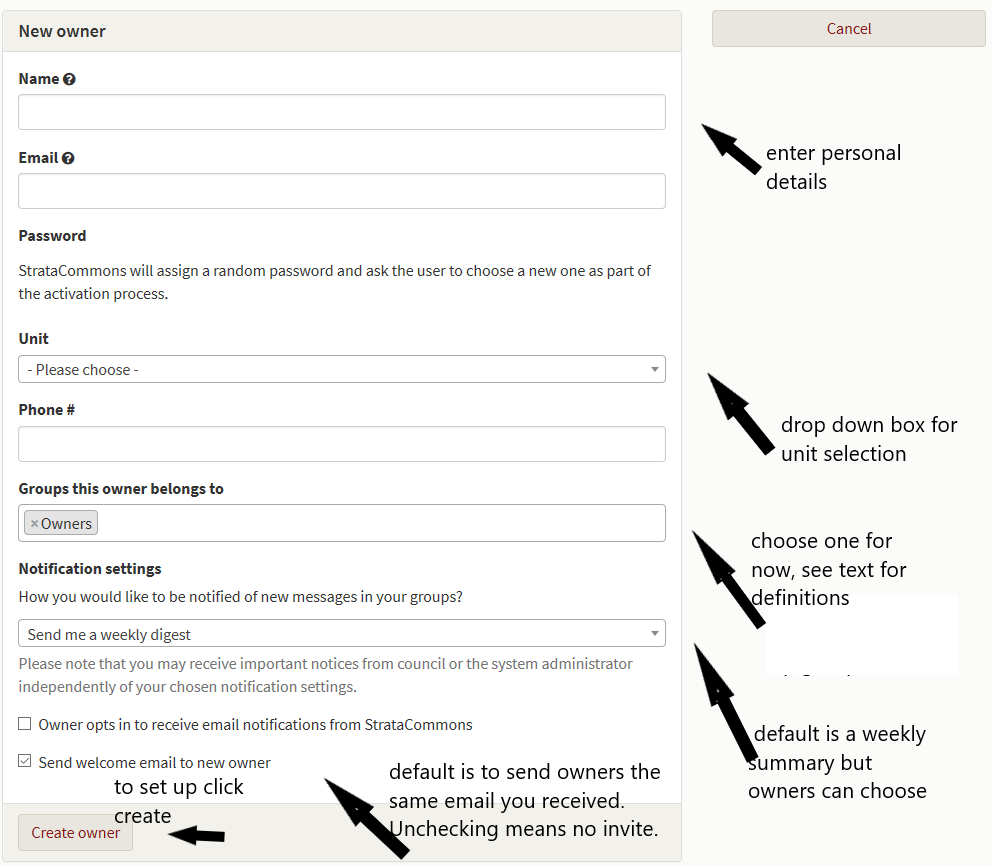 New owner
Cancel
Name
Email
enter personal
details
Password
StrataCommons will assign a random password and ask the user to choose a new one as part of
the activation process.
Unit
- Please choose -
Phone #
drop down box for
unit selection
Groups this owner belongs to
× Owners
choose one for
now, see text for
definitions
Notification settings
How you would like to be notified of new messages in your groups?
Send me a weekly digest
Please note that you may receive important notices from council or the system administrator
independently of your chosen notification settings.
Owner opts in to receive email notifications from StrataCommons
default is a weekly
summary but
owners can choose
Send welcome email to new owner
to set up click
create
default is to send owners the
same email you received.
Unchecking means no invite.
Create owner